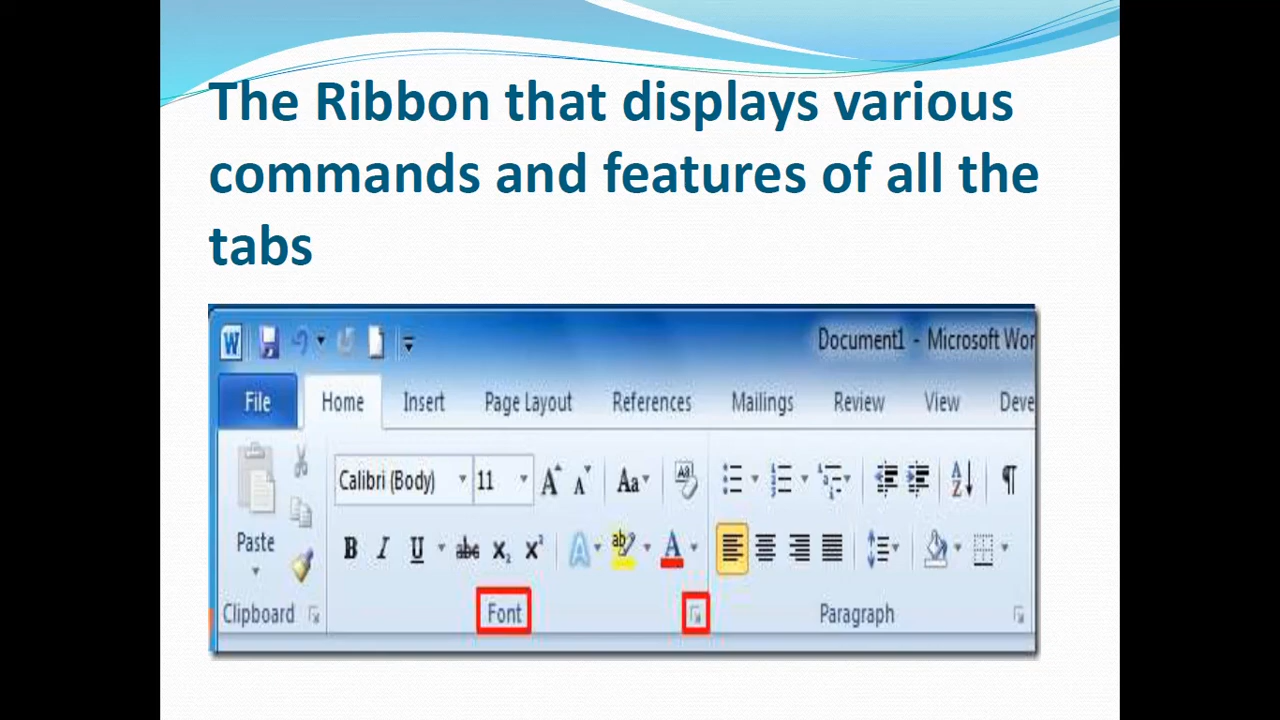 The Ribbon that displays various
commands and features of all the
tabs
Document1 - Microsoft Wor
File Home Insert Page Layout References Mailings Review View Deve
Calibri (Body) 11
Paste
Clipboard Font Paragraph